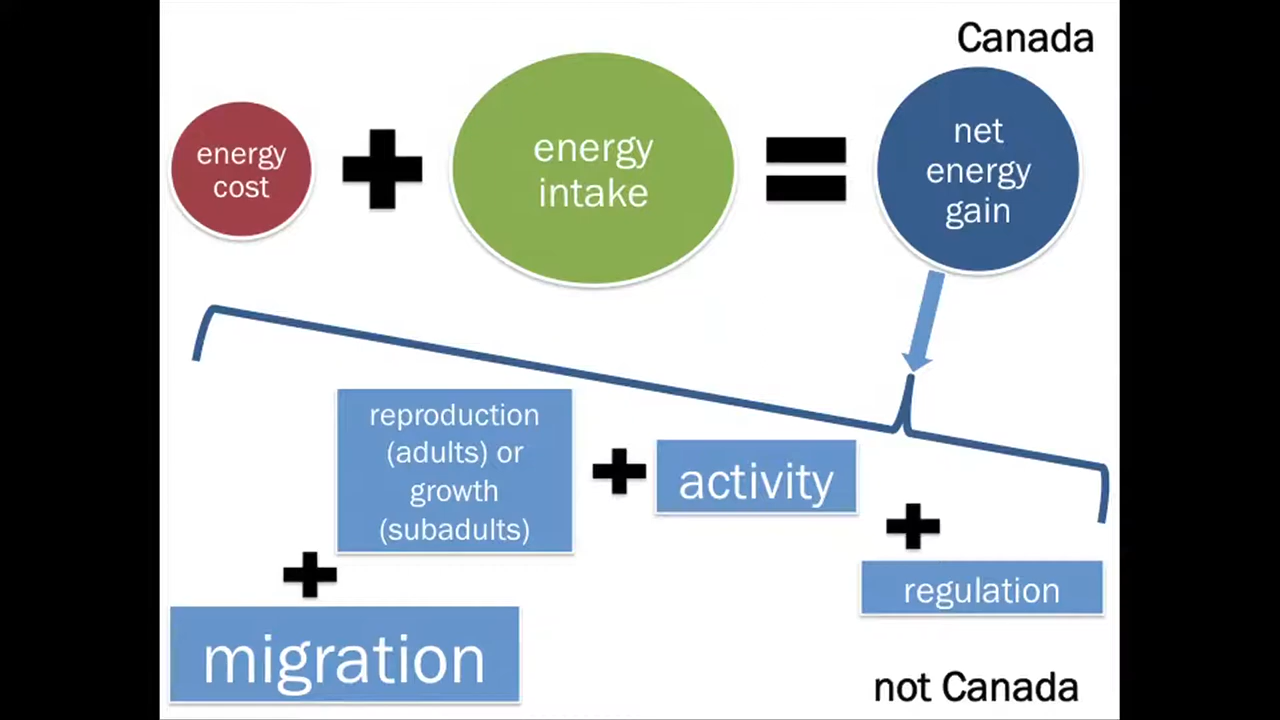 Canada
energy
cost
energy
intake
net
energy
gain
reproduction
(adults) or
growth
(subadults)
activity
regulation
migration
not Canada